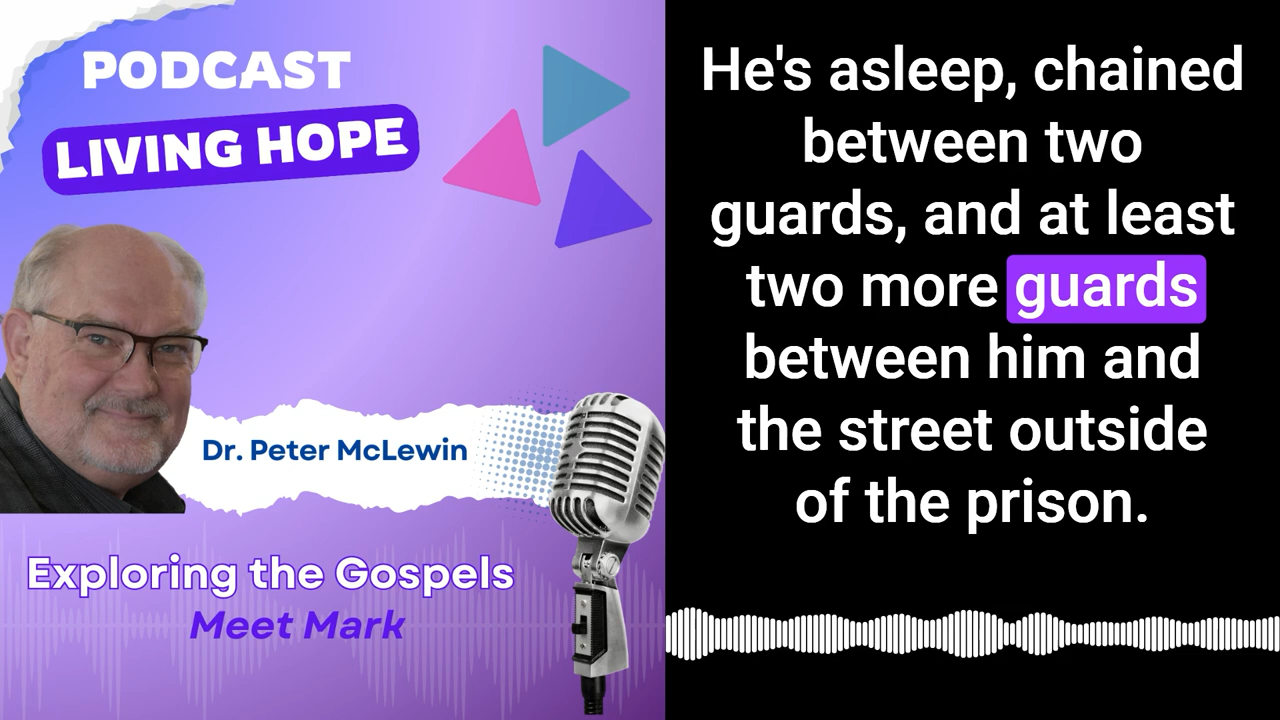 PODCAST
LIVING HOPE
Dr. Peter McLewin
Exploring the Gospels
Meet Mark
He's asleep, chained
between two
guards, and at least
two more guards
between him and
the street outside
of the prison.